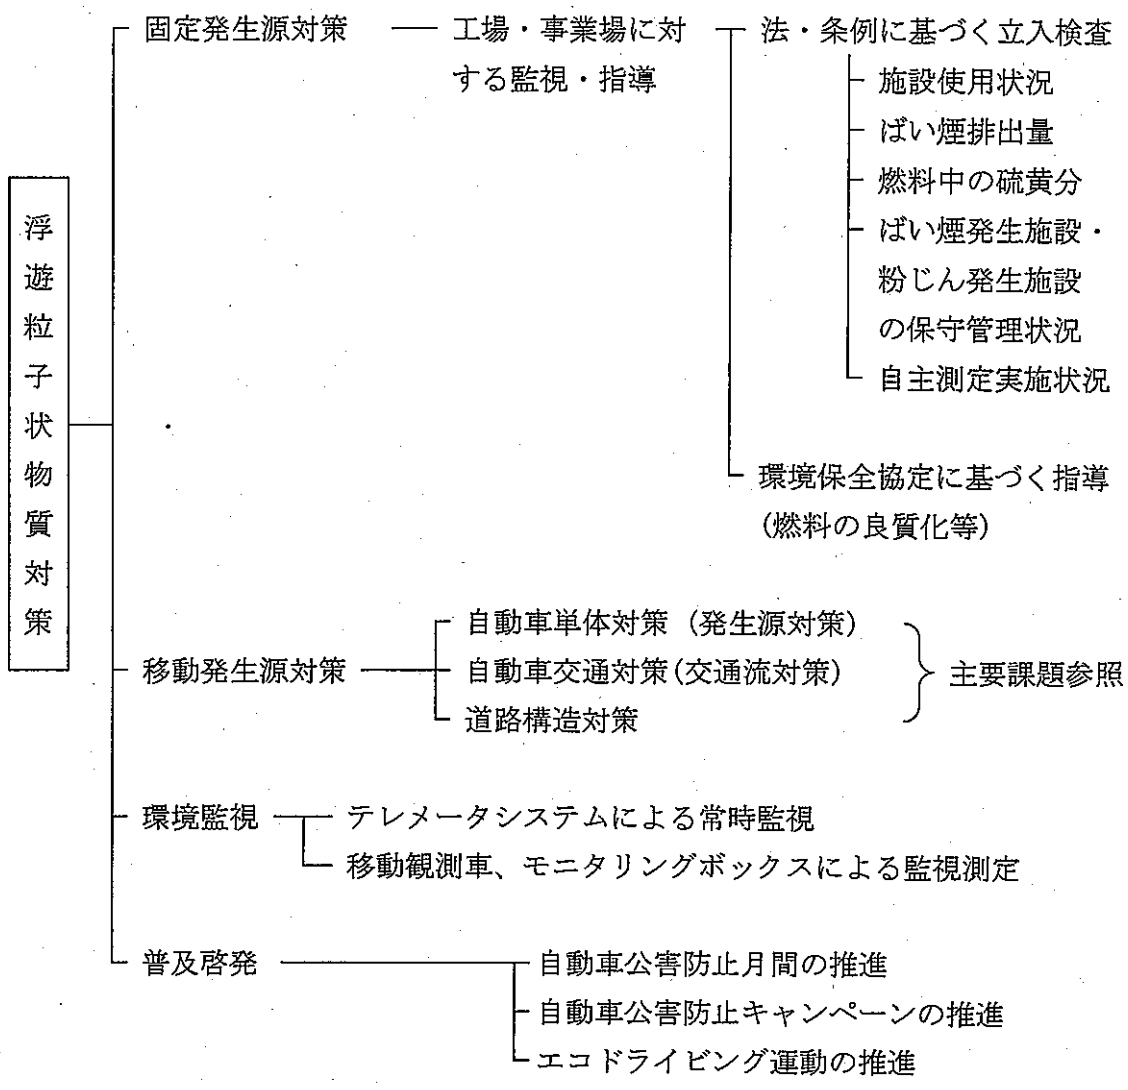 浮遊粒子状物質対策
固定発生源対策
工場・事業場に対
する監視・指導
法・条例に基づく立入検査
施設使用状況
ばい煙排出量
燃料中の硫黄分
ばい煙発生施設・
粉じん発生施設
の保守管理状況
自主測定実施状況
環境保全協定に基づく指導
(燃料の良質化等)
移動発生源対策
自動車単体対策(発生源対策)
自動車交通対策(交通流対策)
道路構造対策
主要課題参照
環境監視
テレメータシステムによる常時監視
移動観測車、モニタリングボックスによる監視測定
普及啓発
自動車公害防止月間の推進
自動車公害防止キャンペーンの推進
エコドライビング運動の推進